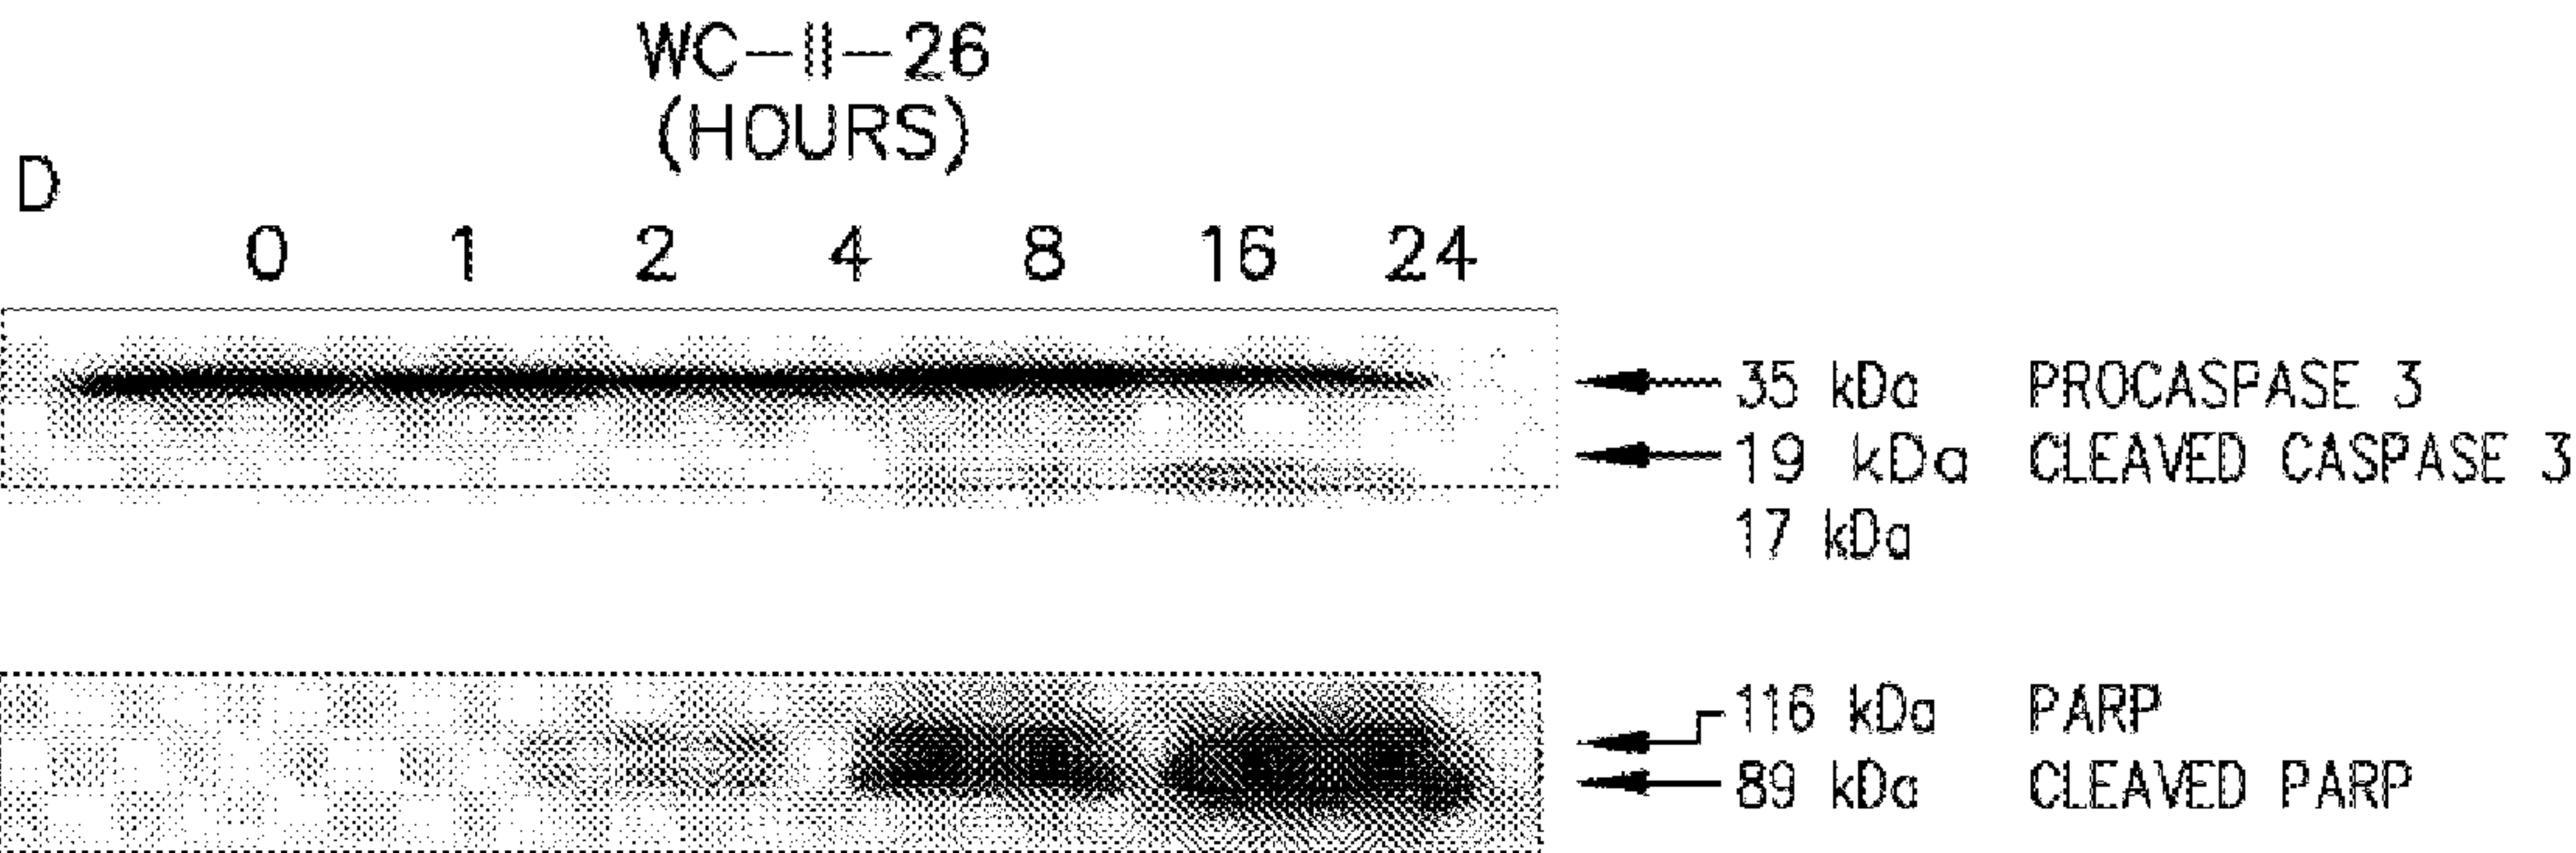 WC-II-26
(HOURS)
D
0 1 2 4 8 16 24
35 kDa PROCASPASE 3
19 kDa CLEAVED CASPASE 3
17 kDa
116 kDa PARP
89 kDa CLEAVED PARP